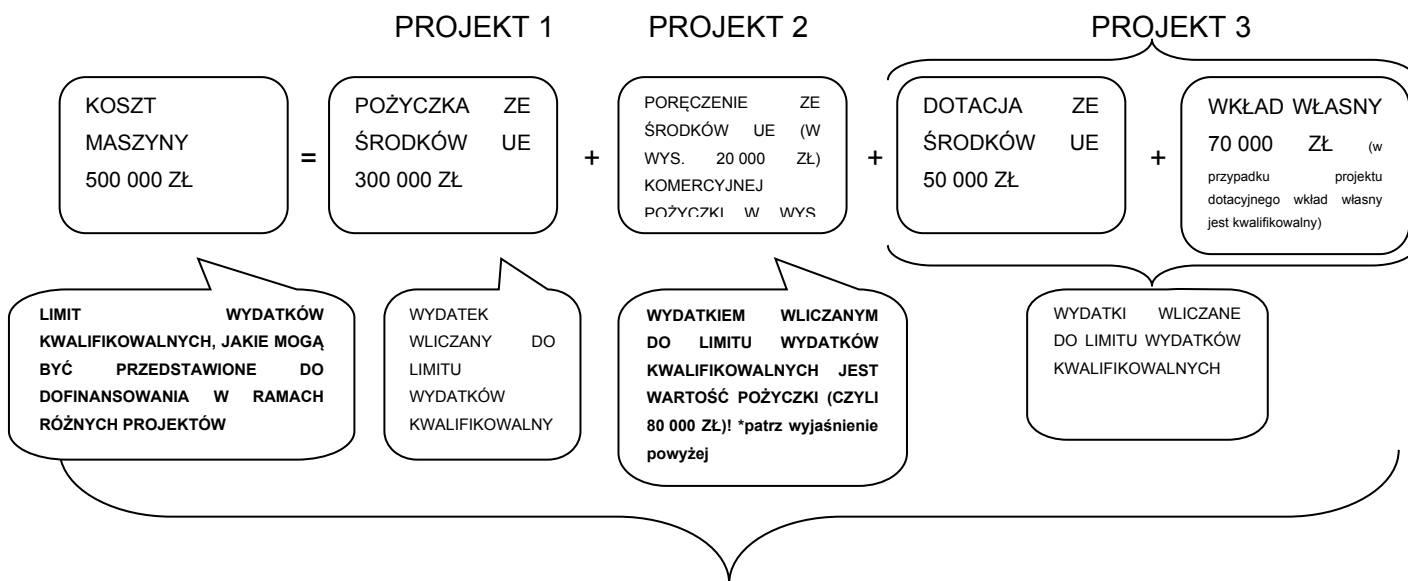 PROJEKT 1
PROJEKT 2
PROJEKT 3
KOSZT
MASZYNY
500 000 ZŁ
=
POŻYCZKA ZE
ŚRODKÓW UE
300 000 ZŁ
+
PORĘCZENIE ZE
ŚRODKÓW UE (W
WYS. 20 000 ZŁ)
KOMERCYJNEJ
POŻYCZKI W WYS.
+
DOTACJA ZE
ŚRODKÓW UE
50 000 ZŁ
+
WKŁAD WŁASNY
70 000 ZŁ (w
przypadku projektu
dotacyjnego wkład własny
jest kwalifikowalny)
LIMIT WYDATKÓW
KWALIFIKOWALNYCH, JAKIE MOGĄ
BYĆ PRZEDSTAWIONE DO
DOFINANSOWANIA W RAMACH
RÓŻNYCH PROJEKTÓW
WYDATEK
WLICZANY DO
LIMITU
WYDATKÓW
KWALIFIKOWALNY
WYDATKIEM WLICZANYM
DO LIMITU WYDATKÓW
KWALIFIKOWALNYCH JEST
WARTOŚĆ POŻYCZKI (CZYLI
80 000 ZŁ)! *patrz wyjaśnienie
powyżej
WYDATKI WLICZANE
DO LIMITU WYDATKÓW
KWALIFIKOWALNYCH